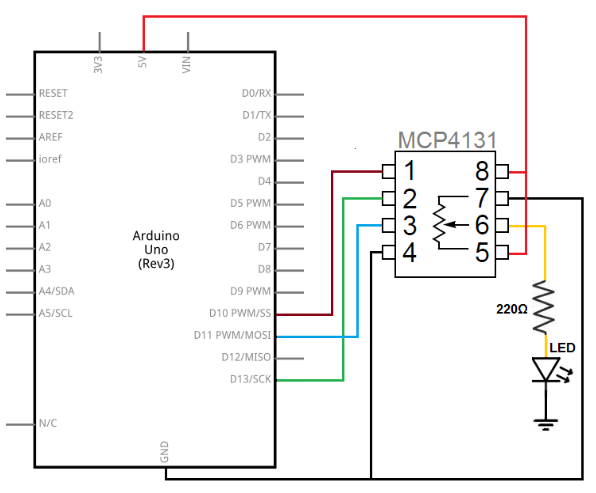 3V3
5V
VIN
RESET
RESET2
AREF
ioref
A0
A1
A2
A3
A4/SDA
A5/SCL
N/C
Arduino
Uno
(Rev3)
D0/RX
D1/TX
D2
D3 PWM
D4
D5 PWM
D6 PWM
D7
D8
D9 PWM
D10 PWM/SS
D11 PWM/MOSI
D12/MISO
D13/SCK
GND
MCP4131
1 8
2 7
3 6
4 5
220Ω
LED